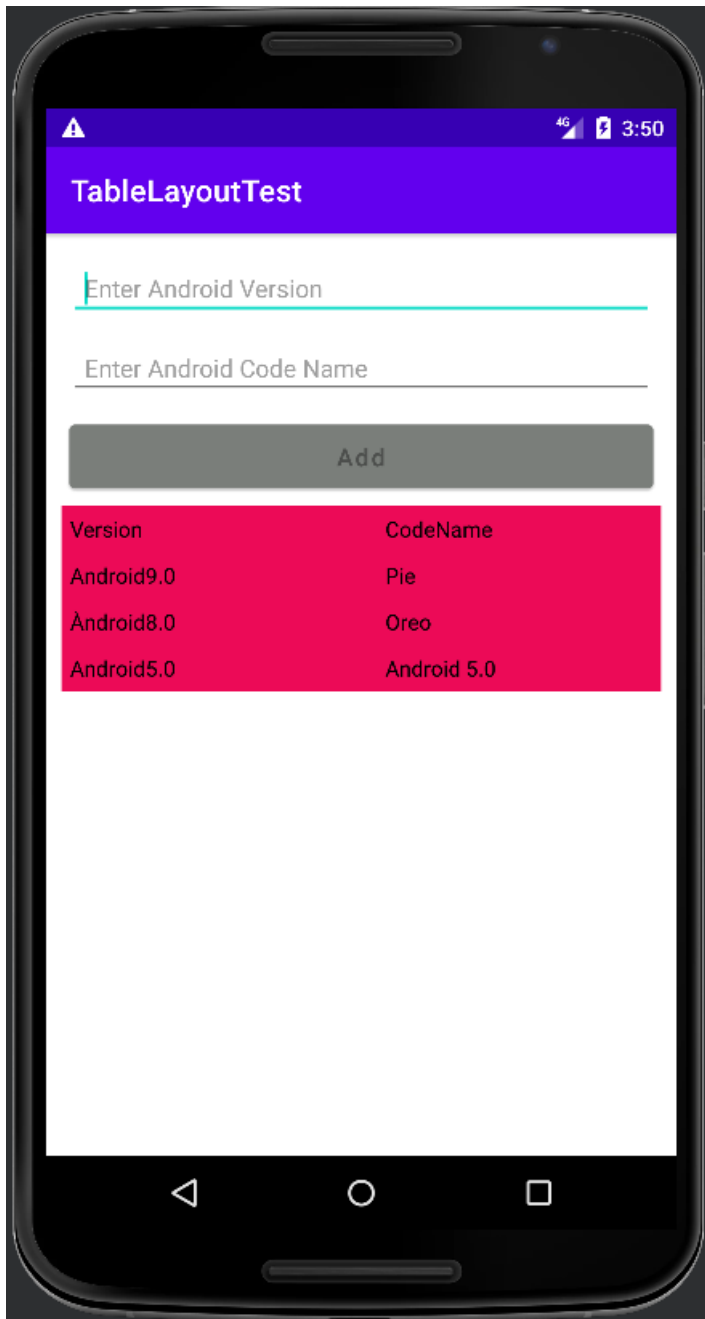 4G 3:50
TableLayoutTest
Enter Android Version
Enter Android Code Name
Add
Version CodeName
Android9.0 Pie
Àndroid8.0 Oreo
Android5.0 Android 5.0